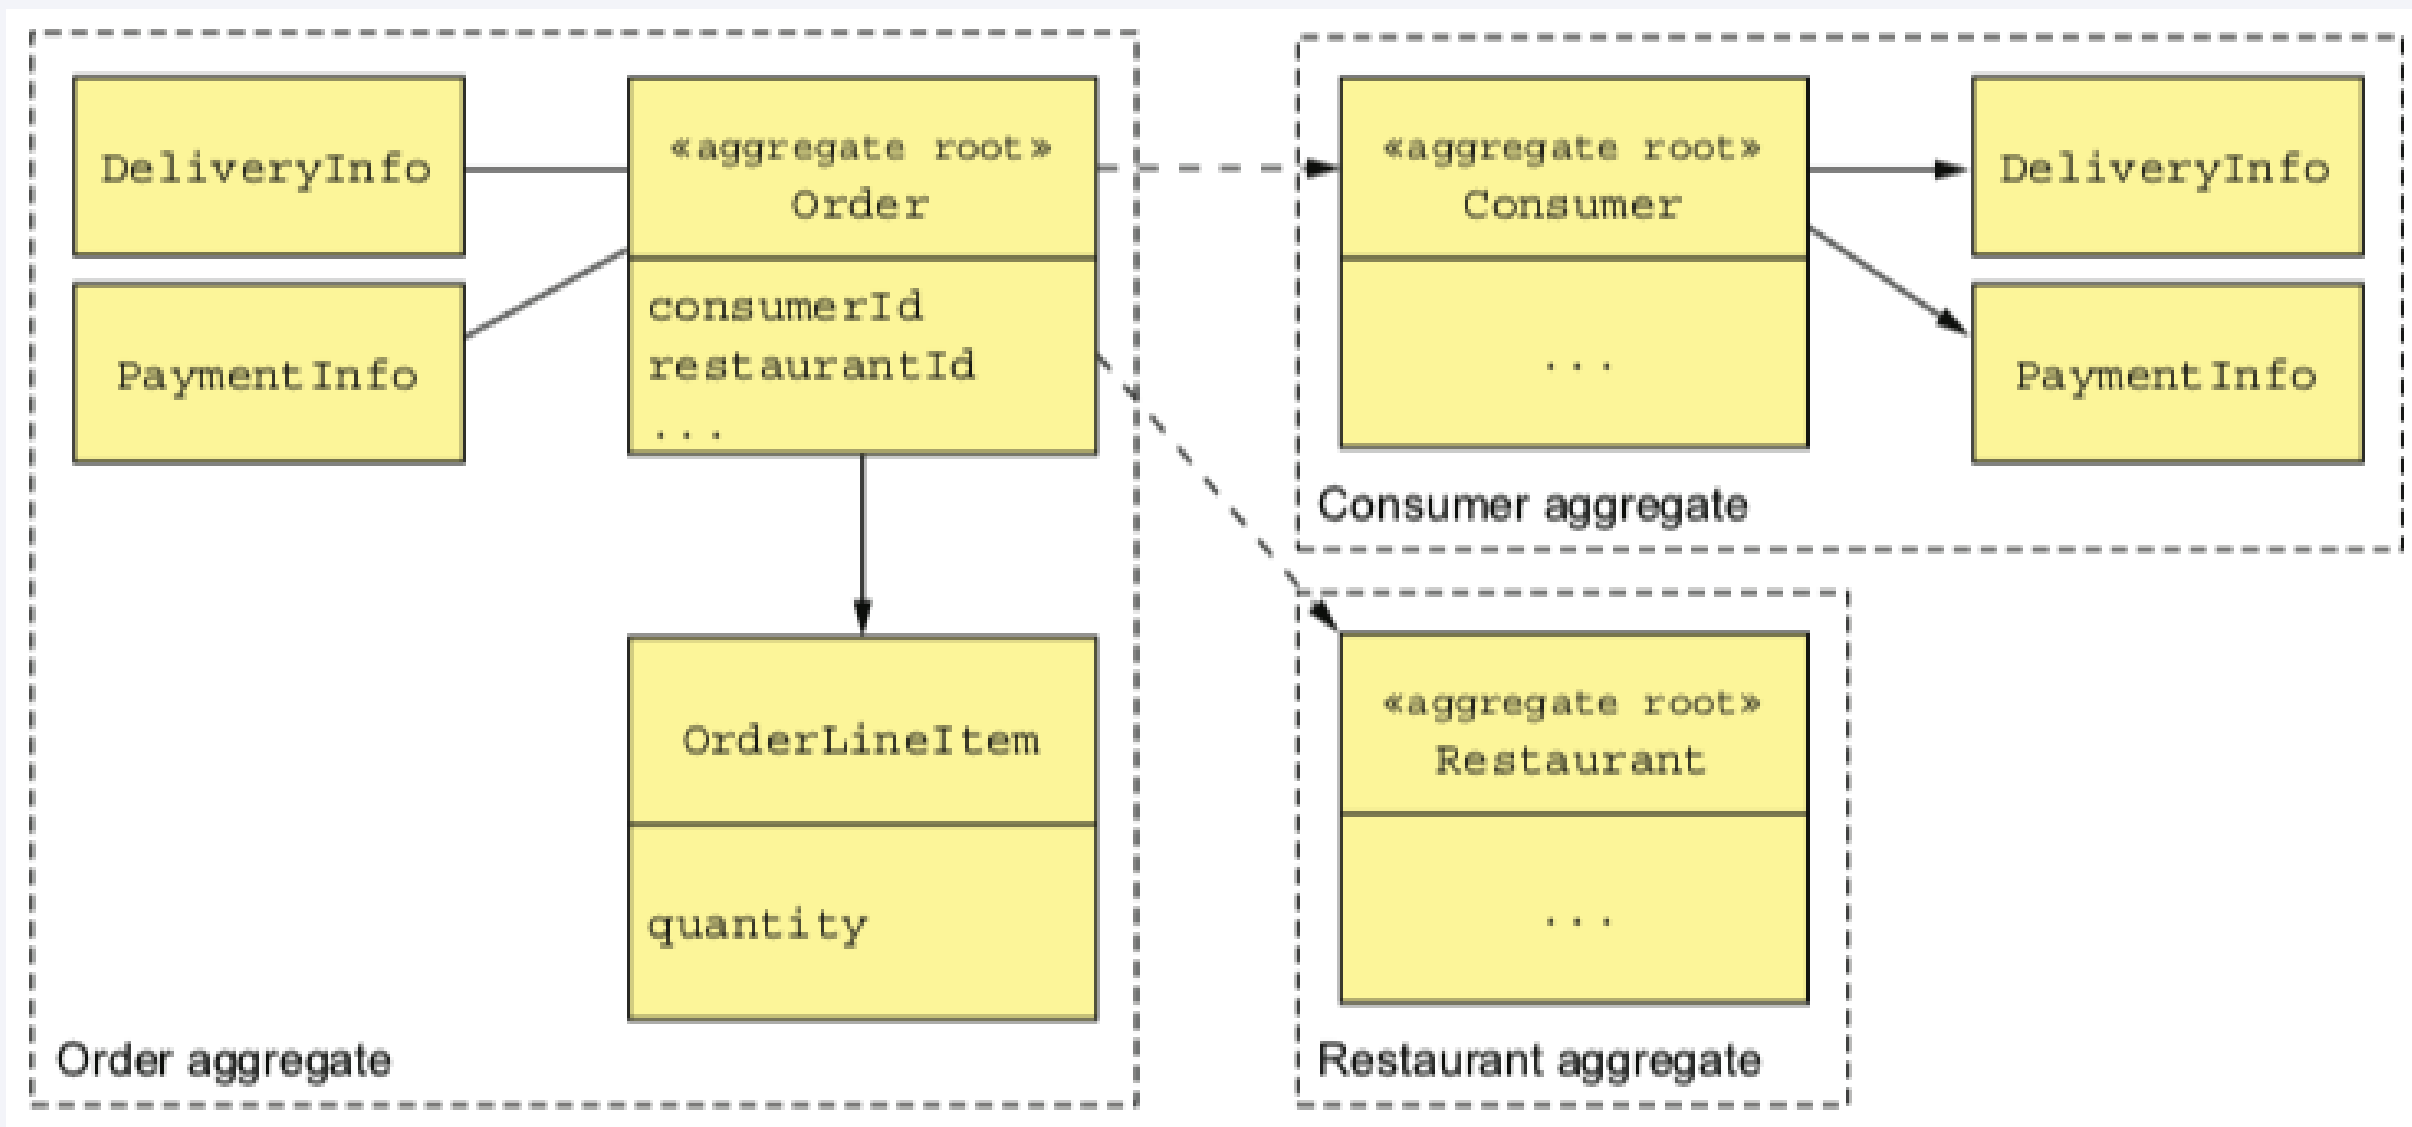 DeliveryInfo
PaymentInfo
«aggregate root»
Order
consumerId
restaurantId
...
OrderLineItem
quantity
Order aggregate
«aggregate root»
Consumer
...
DeliveryInfo
PaymentInfo
Consumer aggregate
«aggregate root»
Restaurant
...
Restaurant aggregate